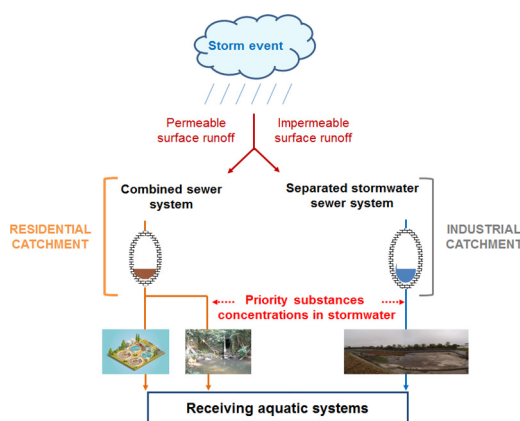 Storm event
Permeable
surface runoff
Impermeable
surface runoff
Combined sewer
system
Separated stormwater
sewer system
RESIDENTIAL
CATCHMENT
INDUSTRIAL
CATCHMENT
Priority substances
concentrations in stormwater
Receiving aquatic systems